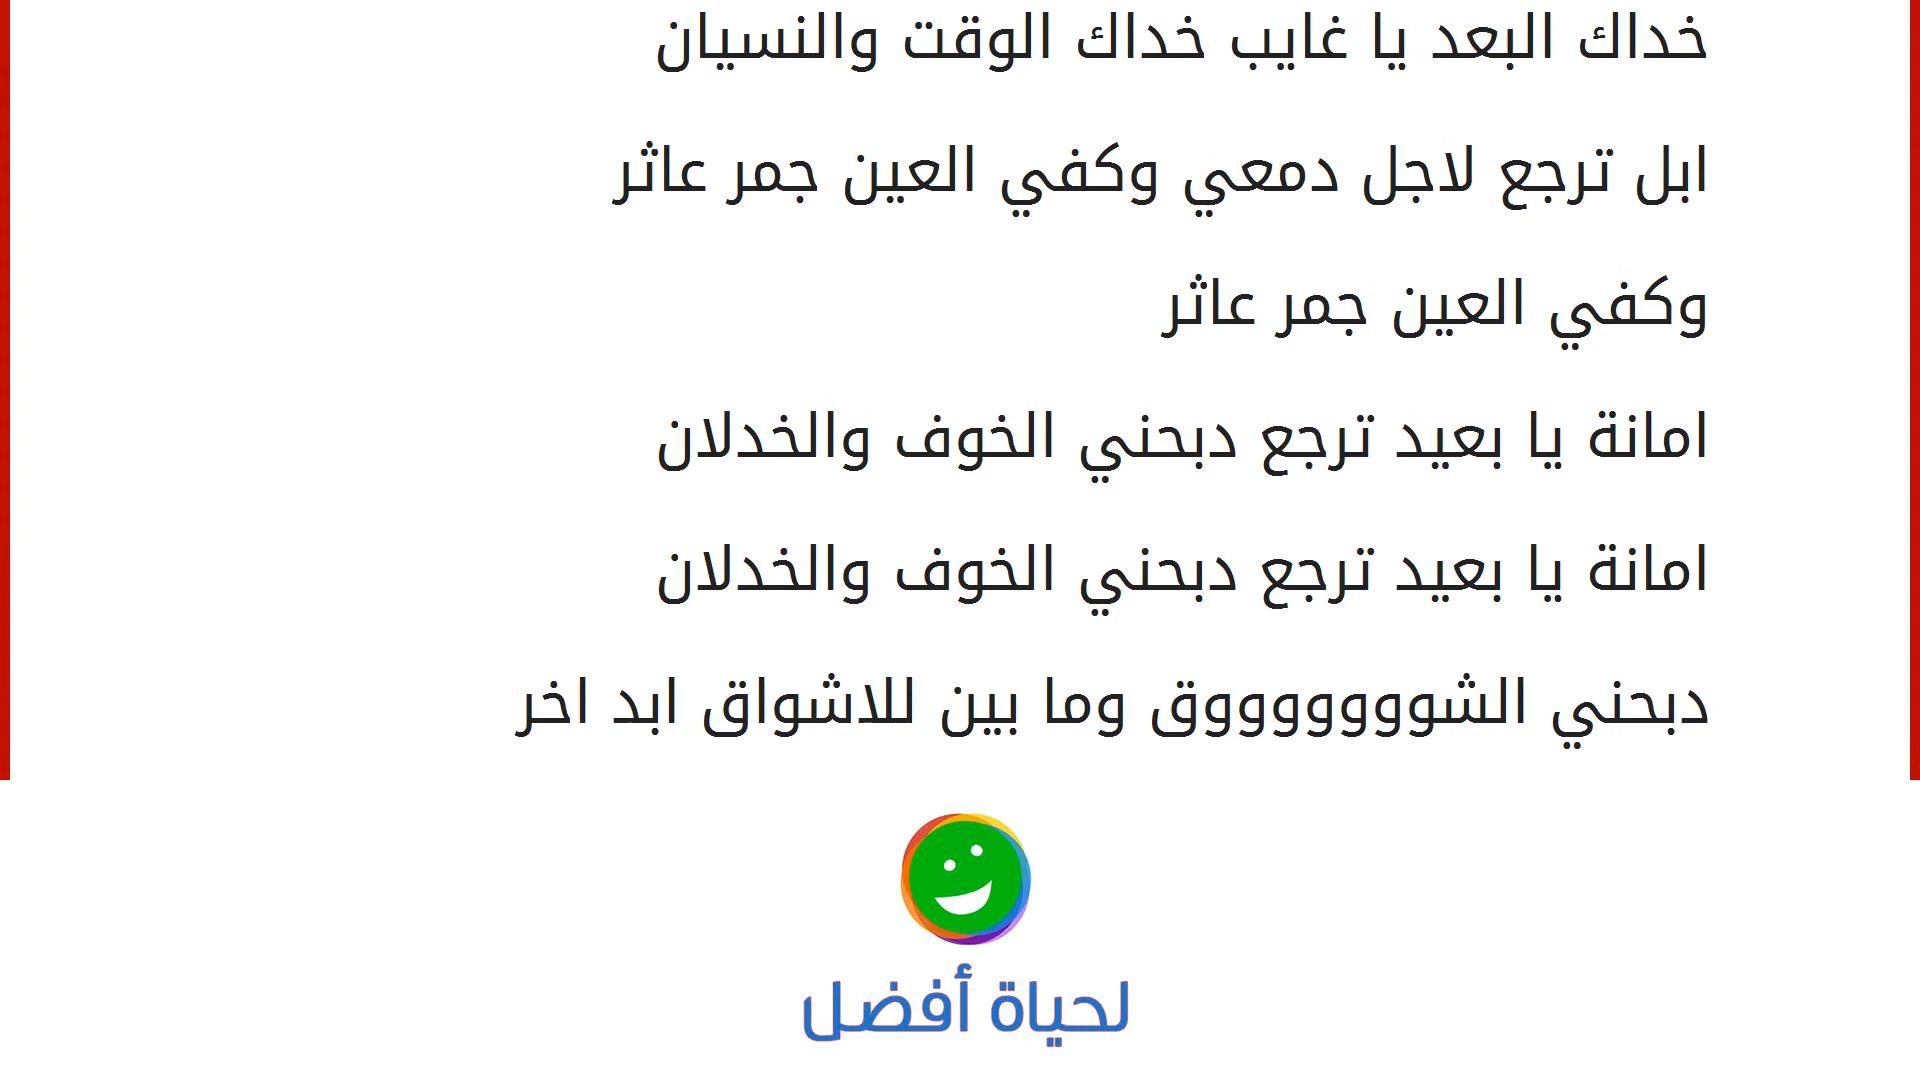 خداك البعد يا غايب خداك الوقت والنسيان
ابل ترجع لاجل دمعي وكفي العين جمر عاثر
وكفي العين جمر عاثر
امانة يا بعيد ترجع دبحني الخوف والخدلان
امانة يا بعيد ترجع دبحني الخوف والخدلان
دبحني الشوووووووق وما بين للاشواق ابد اخر
لحياة أفضل